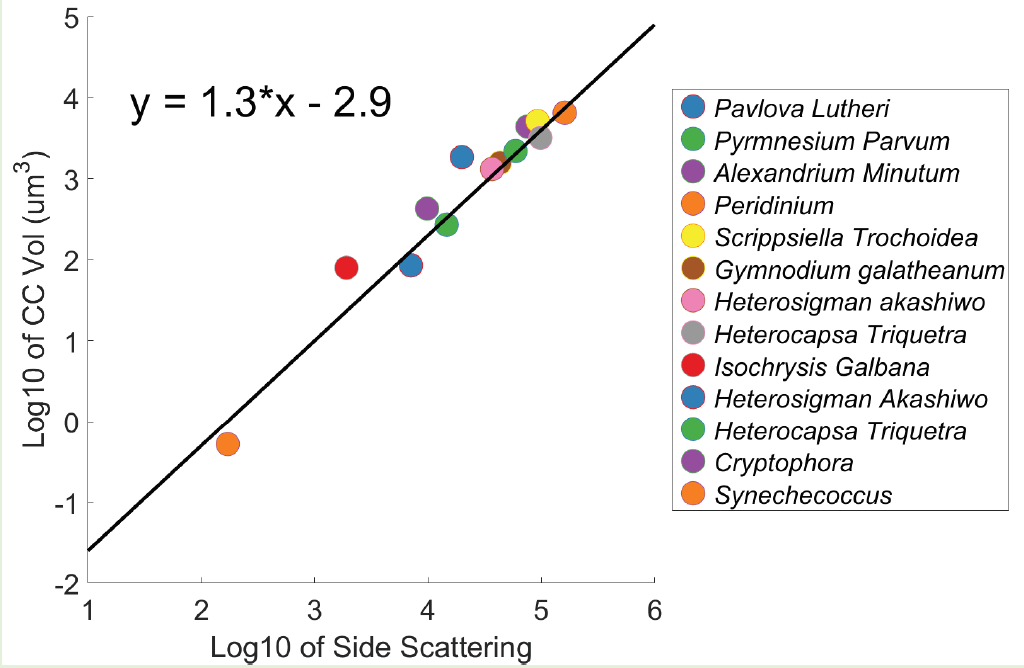 y = 1.3*x - 2.9
5
4
3
2
1
0
-1
-2
Log10 of CC Vol (um3)
1 2 3 4 5 6
Log10 of Side Scattering
Pavlova Lutheri
Pyrmnesium Parvum
Alexandrium Minutum
Peridinium
Scrippsiella Trochoidea
Gymnodium galatheanum
Heterosigman akashiwo
Heterocapsa Triquetra
Isochrysis Galbana
Heterosigman Akashiwo
Heterocapsa Triquetra
Cryptophora
Synechecoccus